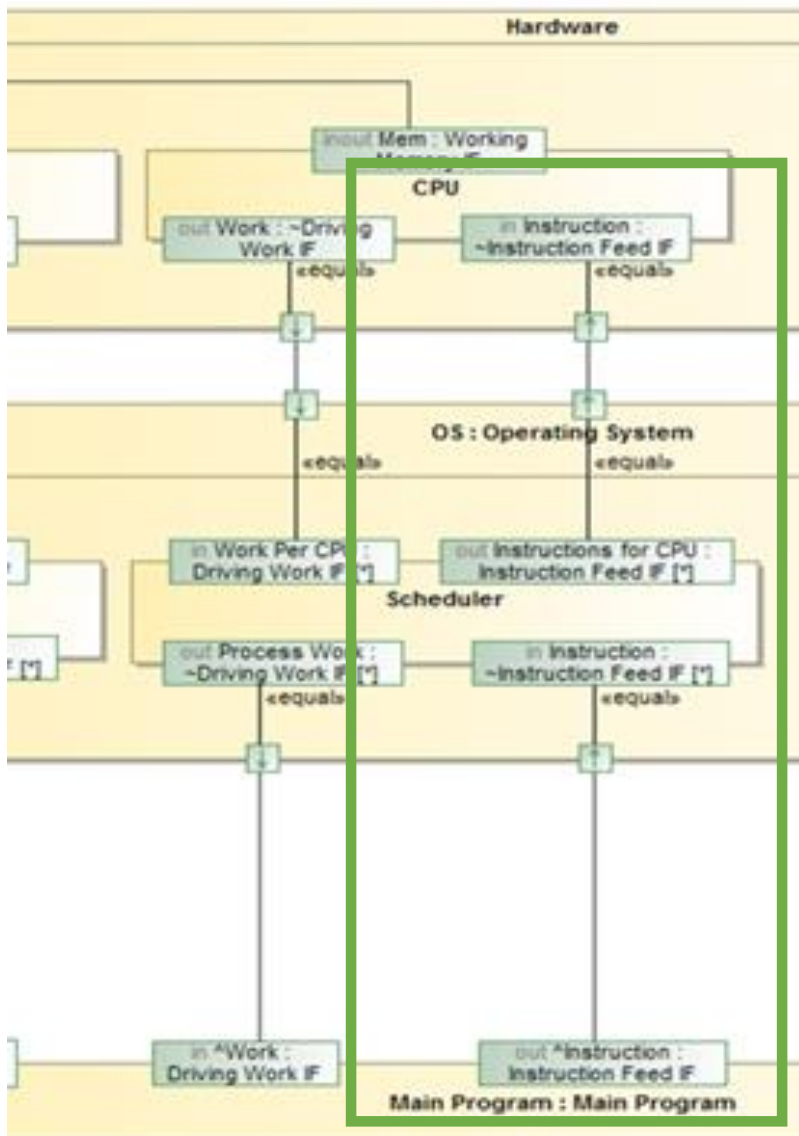 Hardware
inout Mem : Working
Memory IF
CPU
out Work : ~Driving
Work IF
in Instruction :
~Instruction Feed IF
«equal»
«equal»
OS : Operating System
«equal»
«equal»
in Work Per CPU :
Driving Work IF [*]
out Instructions for CPU :
Instruction Feed IF [*]
Scheduler
F [*]
out Process Work :
~Driving Work IF [*]
in Instruction :
~Instruction Feed IF [*]
«equal»
«equal»
in ^Work :
Driving Work IF
out ^Instruction :
Instruction Feed IF
Main Program : Main Program